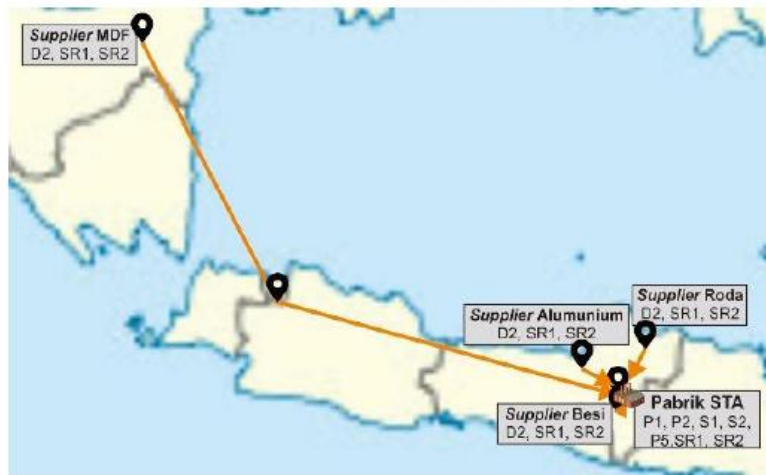 Supplier MDF
D2, SR1, SR2
Supplier Roda
D2, SR1, SR2
Supplier Alumunium
D2, SR1, SR2
Supplier Besi
D2, SR1, SR2
Pabrik STA
P1, P2, S1, S2,
P5,SR1, SR2